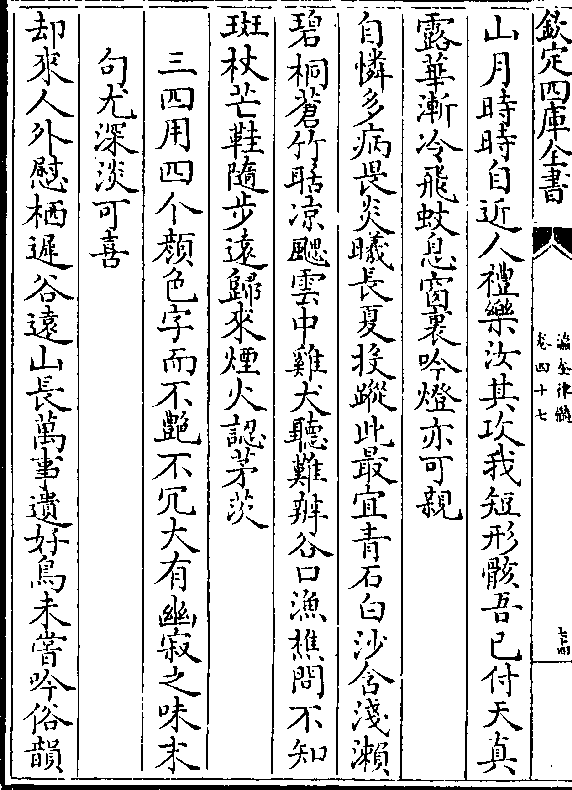 欽定四庫全書
瀛奎律髓
卷四十七
七十四
山月時時自近人禮樂汝其攻我短形骸吾已付天真
露華漸冷飛蚊息窗裏吟燈亦可親
自憐多病畏炎曦長夏投蹤此最宜青石白沙含淺瀨
碧桐蒼竹聒凉颸雲中雞犬聽難辨谷口漁樵問不知
斑杖芒鞋隨步遠歸來煙火認茅茨
三四用四个顔色字而不艷不冗大有幽寂之味末
句尤深淡可喜
却來人外慰栖遲谷遠山長萬事遺好鳥未嘗吟俗韻